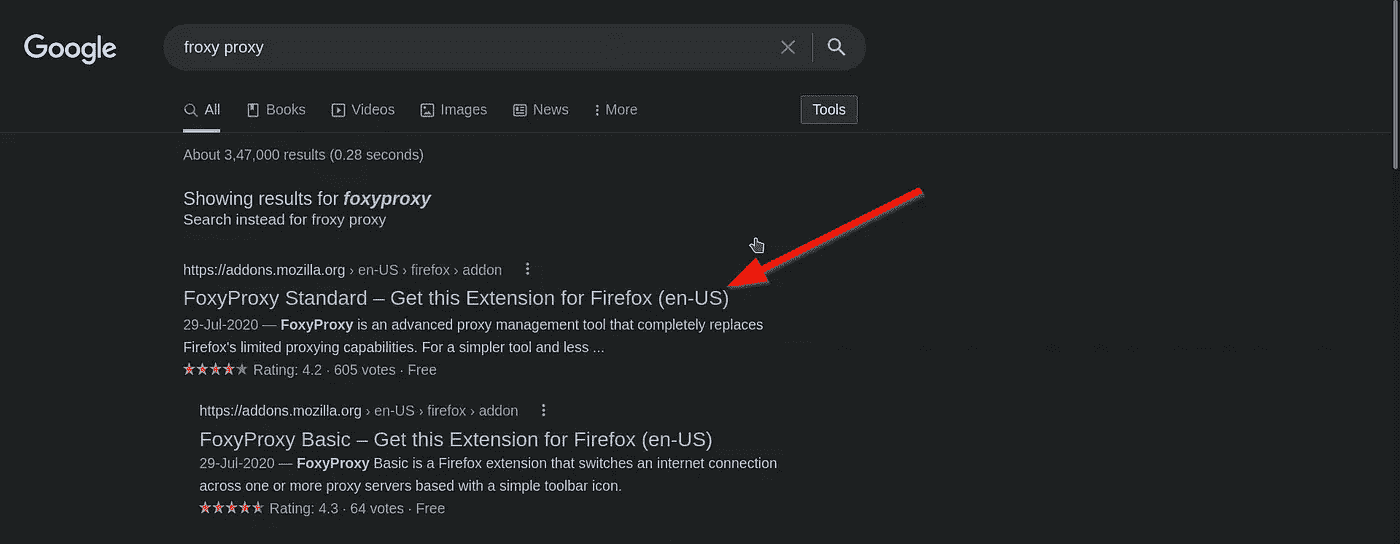 Google
froxy proxy
All Books Videos Images News More Tools
About 3,47,000 results (0.28 seconds)
Showing results for foxyproxy
Search instead for froxy proxy
https://addons.mozilla.org › en-US › firefox › addon
FoxyProxy Standard – Get this Extension for Firefox (en-US)
29-Jul-2020 — FoxyProxy is an advanced proxy management tool that completely replaces
Firefox's limited proxying capabilities. For a simpler tool and less ...
Rating: 4.2 · 605 votes · Free
https://addons.mozilla.org › en-US › firefox › addon
FoxyProxy Basic – Get this Extension for Firefox (en-US)
29-Jul-2020 — FoxyProxy Basic is a Firefox extension that switches an internet connection
across one or more proxy servers based with a simple toolbar icon.
Rating: 4.3 · 64 votes · Free